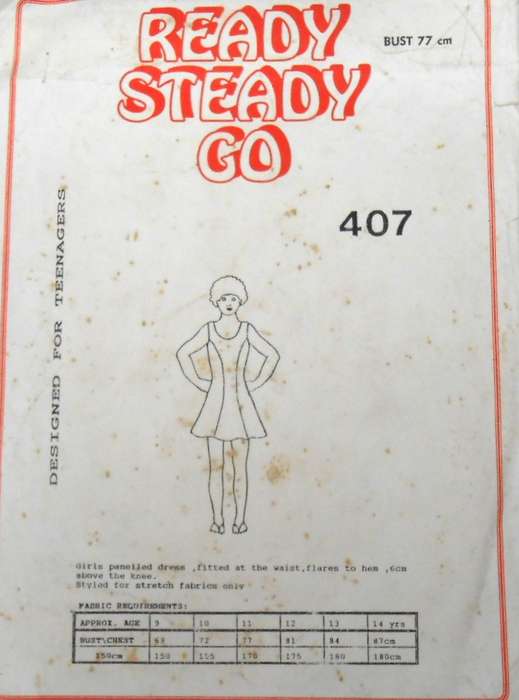 READY
STEADY
GO
BUST 77 cm
407
DESIGNED FOR TEENAGERS
Girls panelled dress ,fitted at the waist,flares to hem ,6cm
above the knee.
Styled for stretch fabrics only
FABRIC REQUIREMENTS:
APPROX. AGE 9 10 11 12 13 14 yrs
BUST\CHEST 69 72 77 81 84 87cm
150cm 150 155 170 175 180 180cm